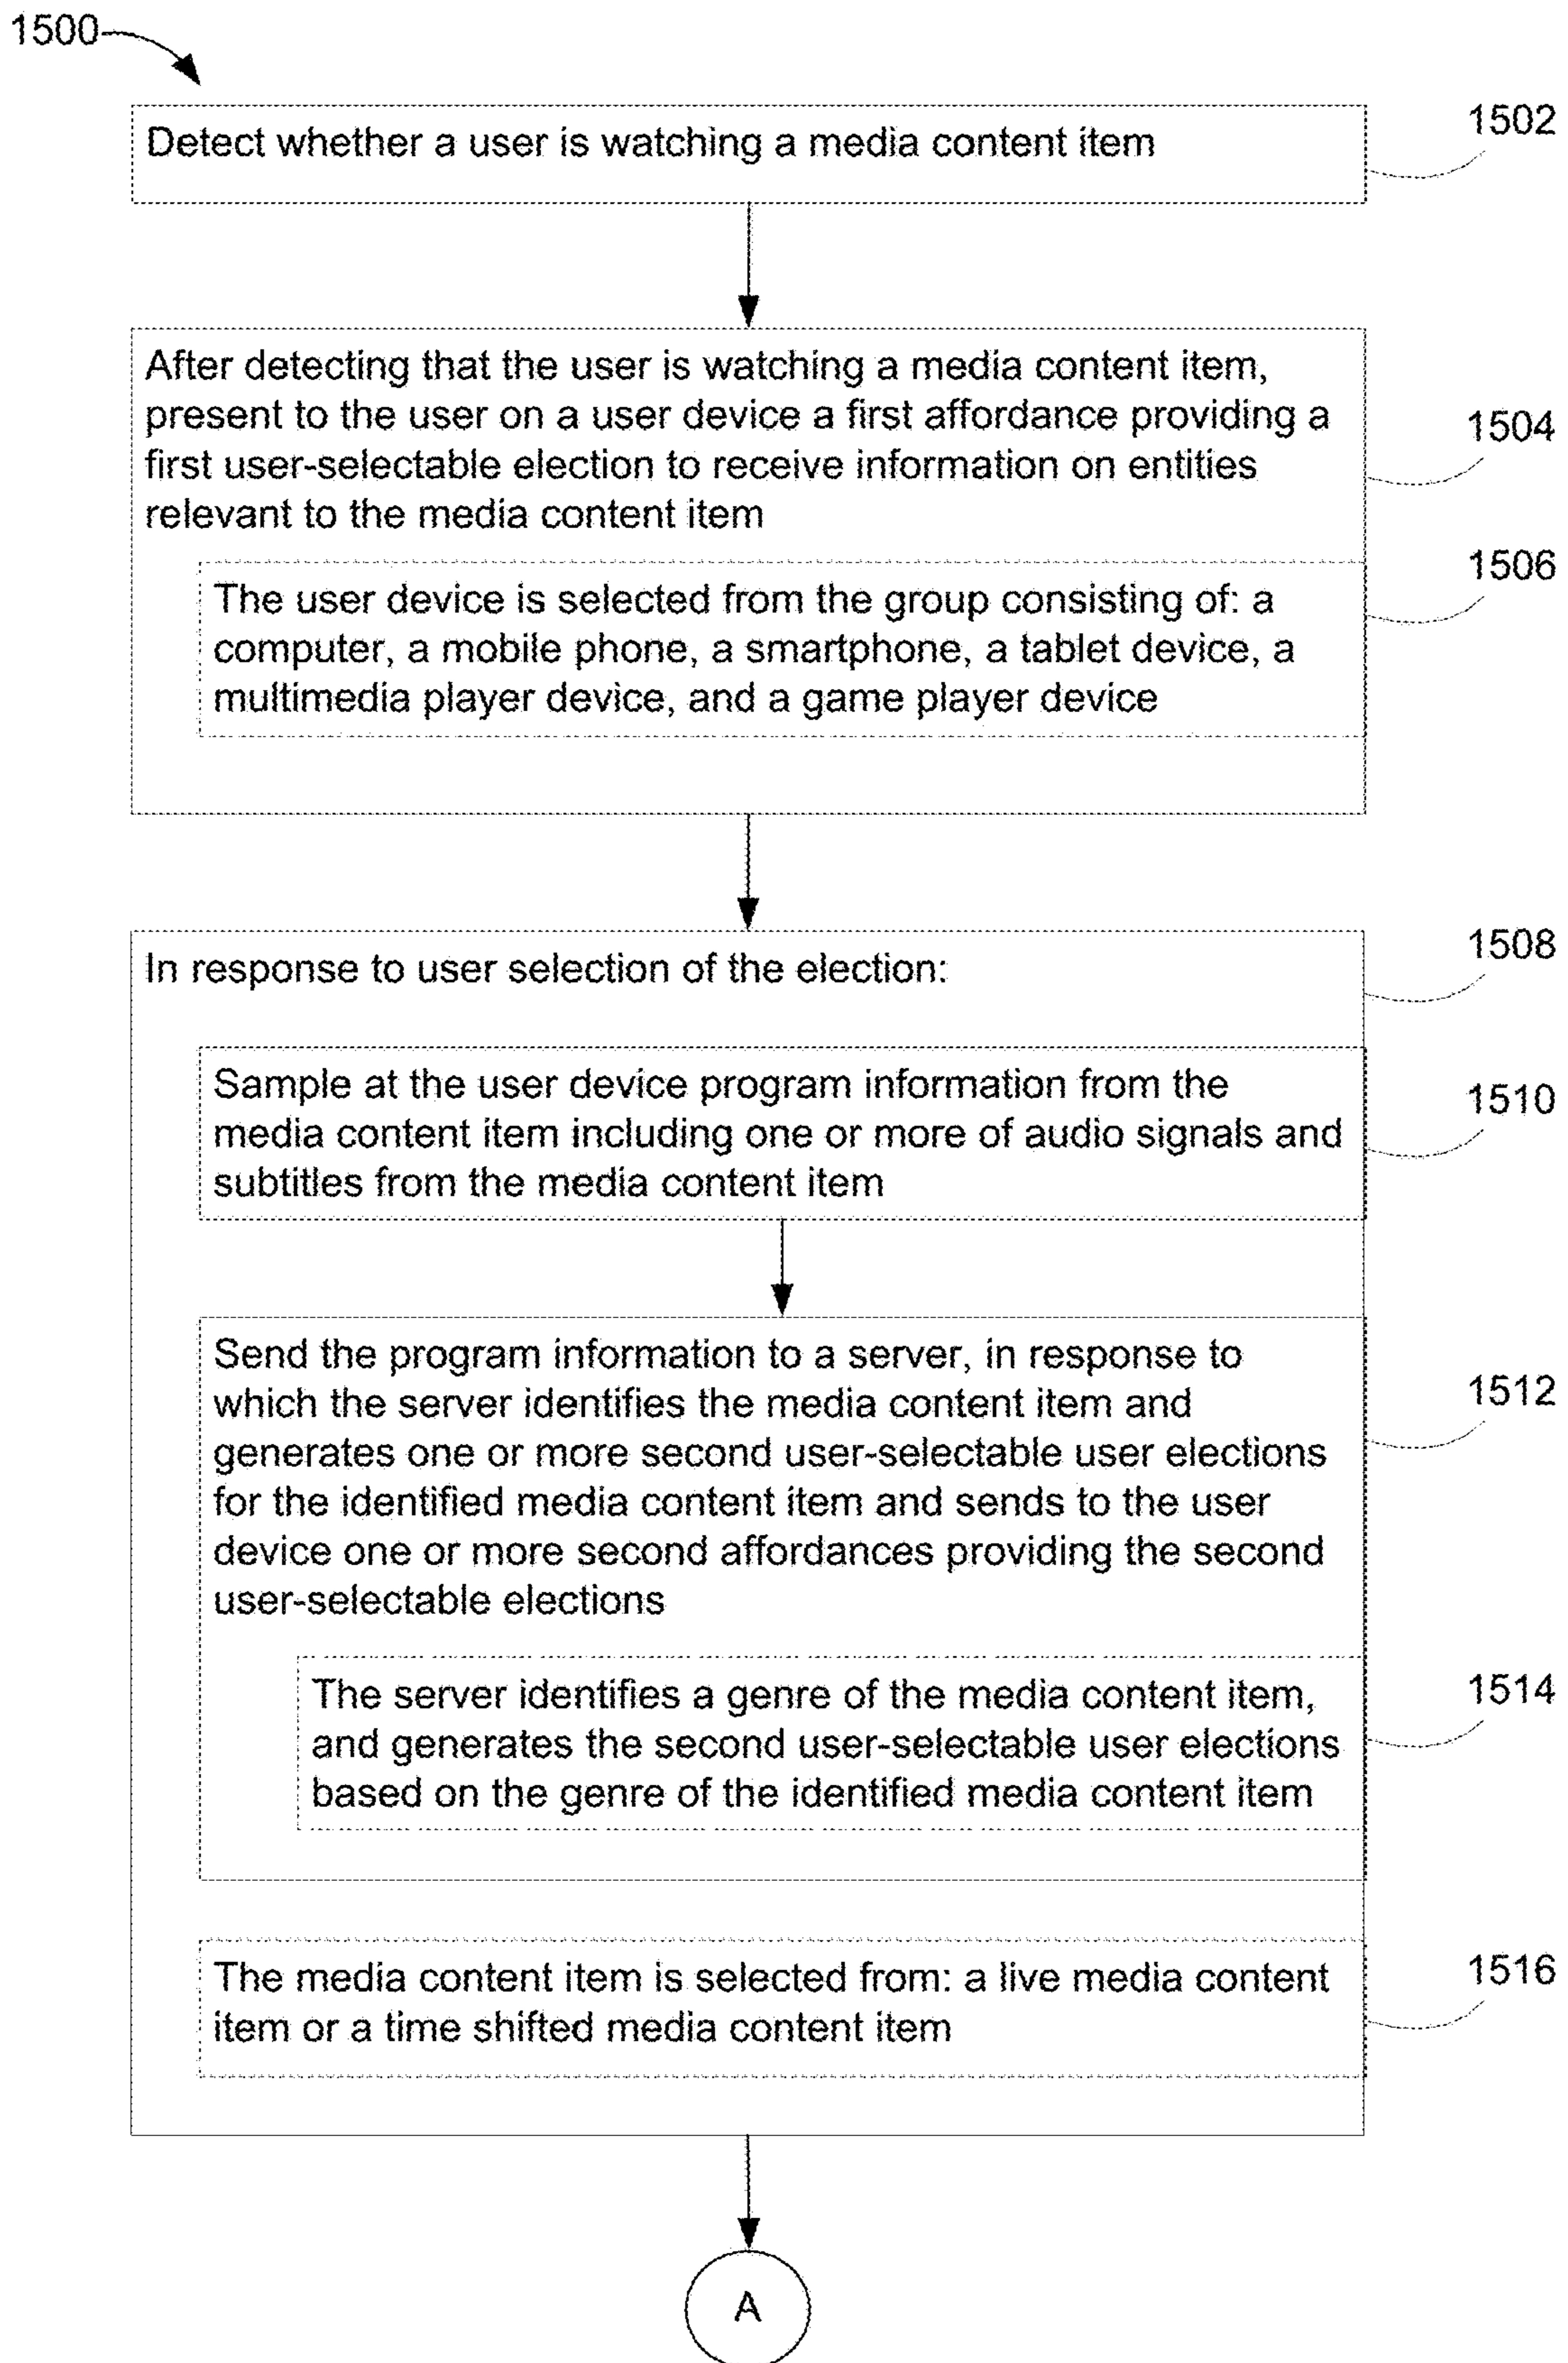 1500
Detect whether a user is watching a media content item
1502
After detecting that the user is watching a media content item,
present to the user on a user device a first affordance providing a
first user-selectable election to receive information on entities
relevant to the media content item
1504
The user device is selected from the group consisting of: a
computer, a mobile phone, a smartphone, a tablet device, a
multimedia player device, and a game player device
1506
In response to user selection of the election:
1508
Sample at the user device program information from the
media content item including one or more of audio signals and
subtitles from the media content item
1510
Send the program information to a server, in response to
which the server identifies the media content item and
generates one or more second user-selectable user elections
for the identified media content item and sends to the user
device one or more second affordances providing the second
user-selectable elections
1512
The server identifies a genre of the media content item,
and generates the second user-selectable user elections
based on the genre of the identified media content item
1514
The media content item is selected from: a live media content
item or a time shifted media content item
1516
A